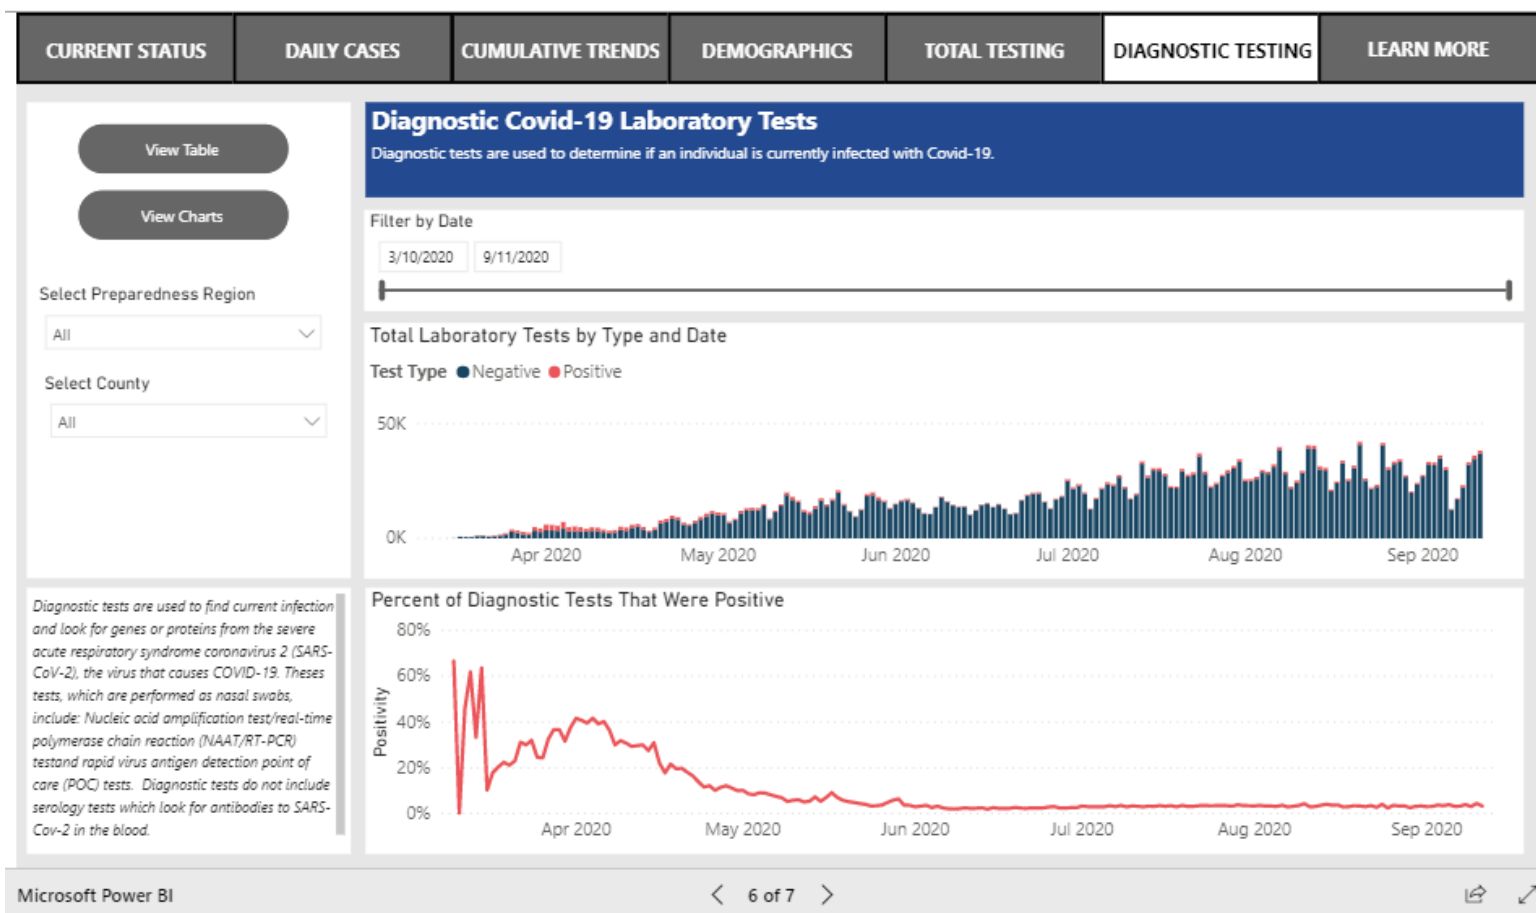 CURRENT STATUS
DAILY CASES
CUMULATIVE TRENDS
DEMOGRAPHICS
TOTAL TESTING
DIAGNOSTIC TESTING
LEARN MORE
View Table
View Charts
Select Preparedness Region
All
Select County
All
Diagnostic tests are used to find current infection
and look for genes or proteins from the severe
acute respiratory syndrome coronavirus 2 (SARS-
CoV-2), the virus that causes COVID-19. Theses
tests, which are performed as nasal swabs,
include: Nucleic acid amplification test/real-time
polymerase chain reaction (NAAT/RT-PCR)
testand rapid virus antigen detection point of
care (POC) tests.  Diagnostic tests do not include
serology tests which look for antibodies to SARS-
Cov-2 in the blood.
Diagnostic Covid-19 Laboratory Tests
Diagnostic tests are used to determine if an individual is currently infected with Covid-19.
Filter by Date
3/10/2020 9/11/2020
Total Laboratory Tests by Type and Date
Test Type Negative Positive
50K
0K
Apr 2020 May 2020 Jun 2020 Jul 2020 Aug 2020 Sep 2020
Percent of Diagnostic Tests That Were Positive
Positivity
80%
60%
40%
20%
0%
Apr 2020 May 2020 Jun 2020 Jul 2020 Aug 2020 Sep 2020
Microsoft Power BI
6 of 7